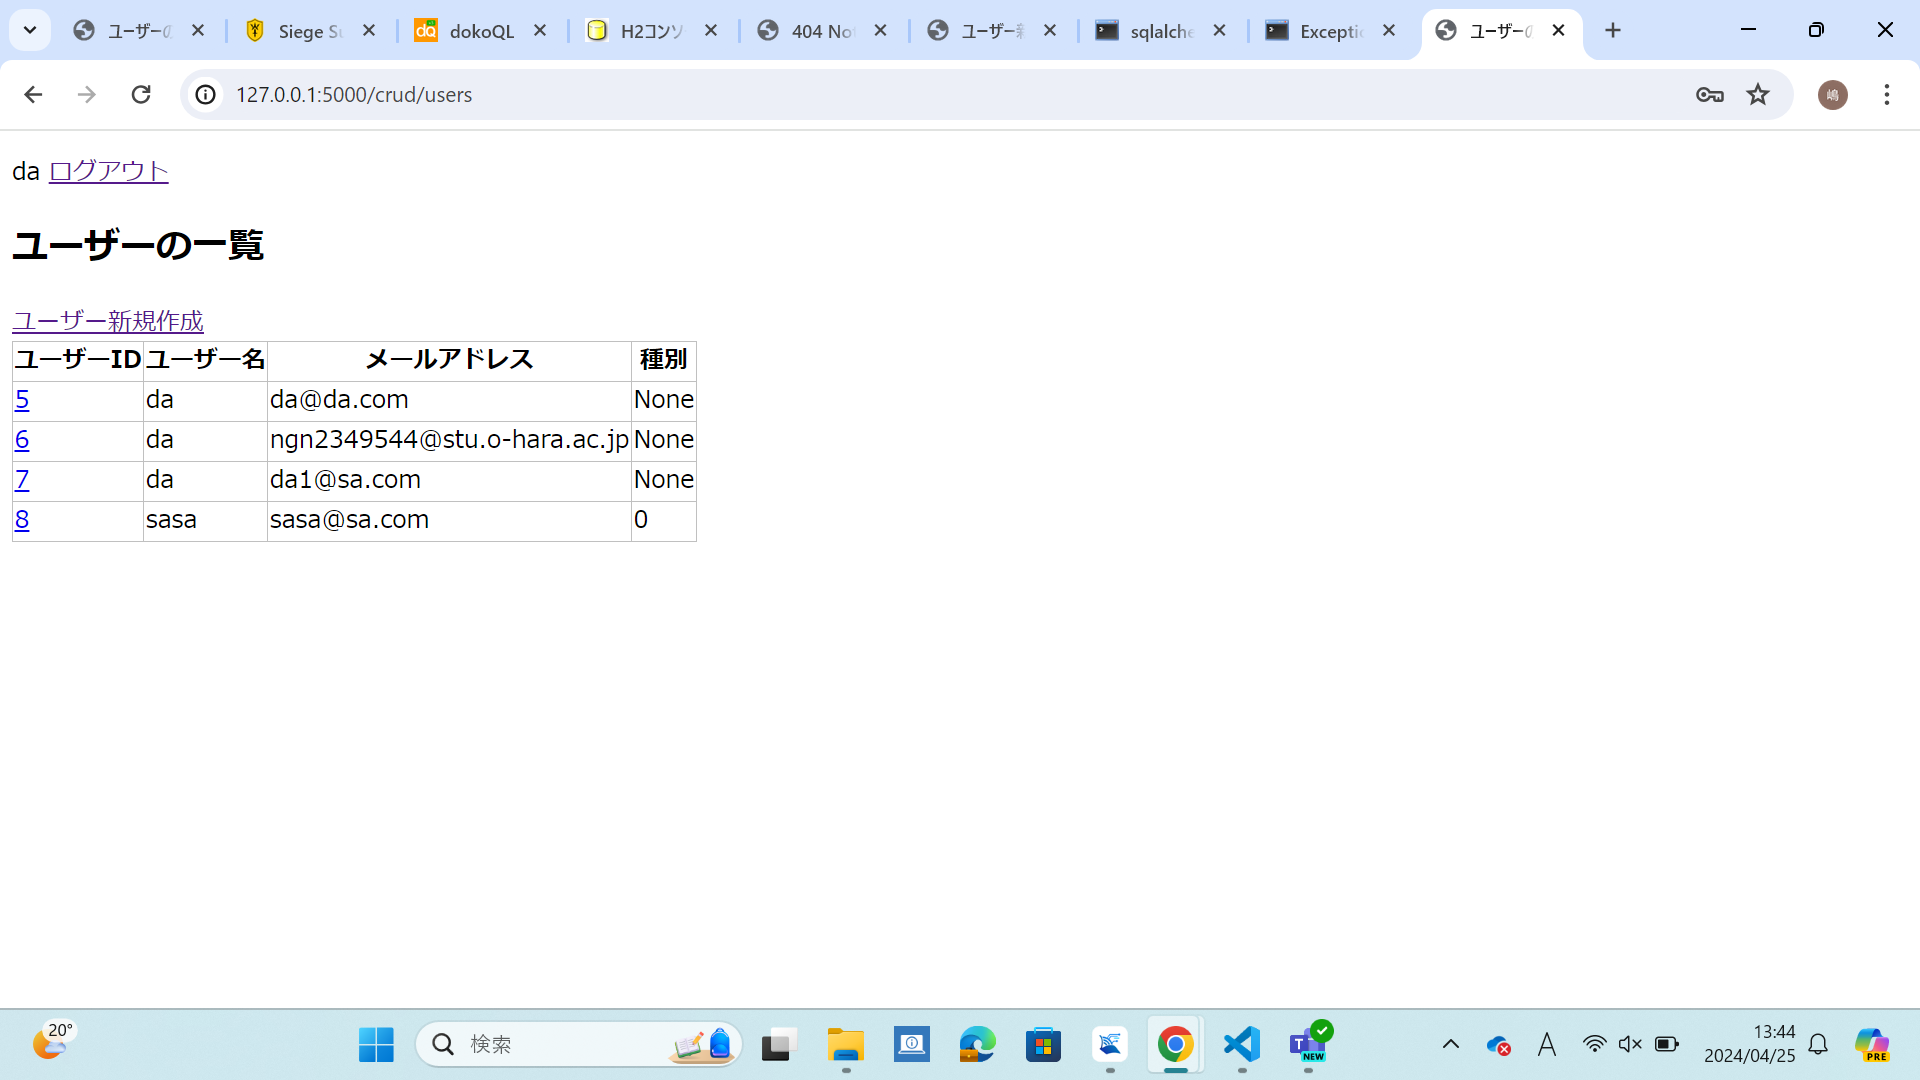 ユーザーの
Siege Su
dokoQL
H2コンソ
404 Not
ユーザー新
sqlalche
Exceptio
ユーザーの
127.0.0.1:5000/crud/users
嶋
da ログアウト
ユーザーの一覧
ユーザー新規作成
ユーザーID ユーザー名 メールアドレス 種別
5 da da@da.com None
6 da ngn2349544@stu.o-hara.ac.jp None
7 da da1@sa.com None
8 sasa sasa@sa.com 0
20°
検索
NEW
A
13:44
2024/04/25
PRE